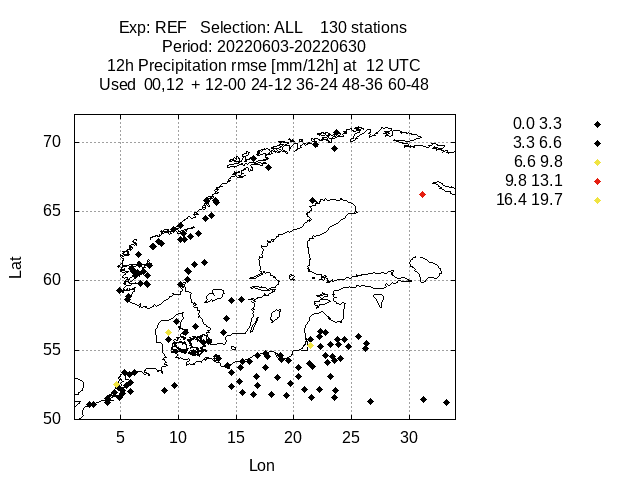 Exp: REF   Selection: ALL    130 stations
Period: 20220603-20220630
12h Precipitation rmse [mm/12h] at  12 UTC
Used  00,12  + 12-00 24-12 36-24 48-36 60-48
0.0 3.3
3.3 6.6
6.6 9.8
9.8 13.1
16.4 19.7
70
65
60
55
50
Lat
5 10 15 20 25 30
Lon